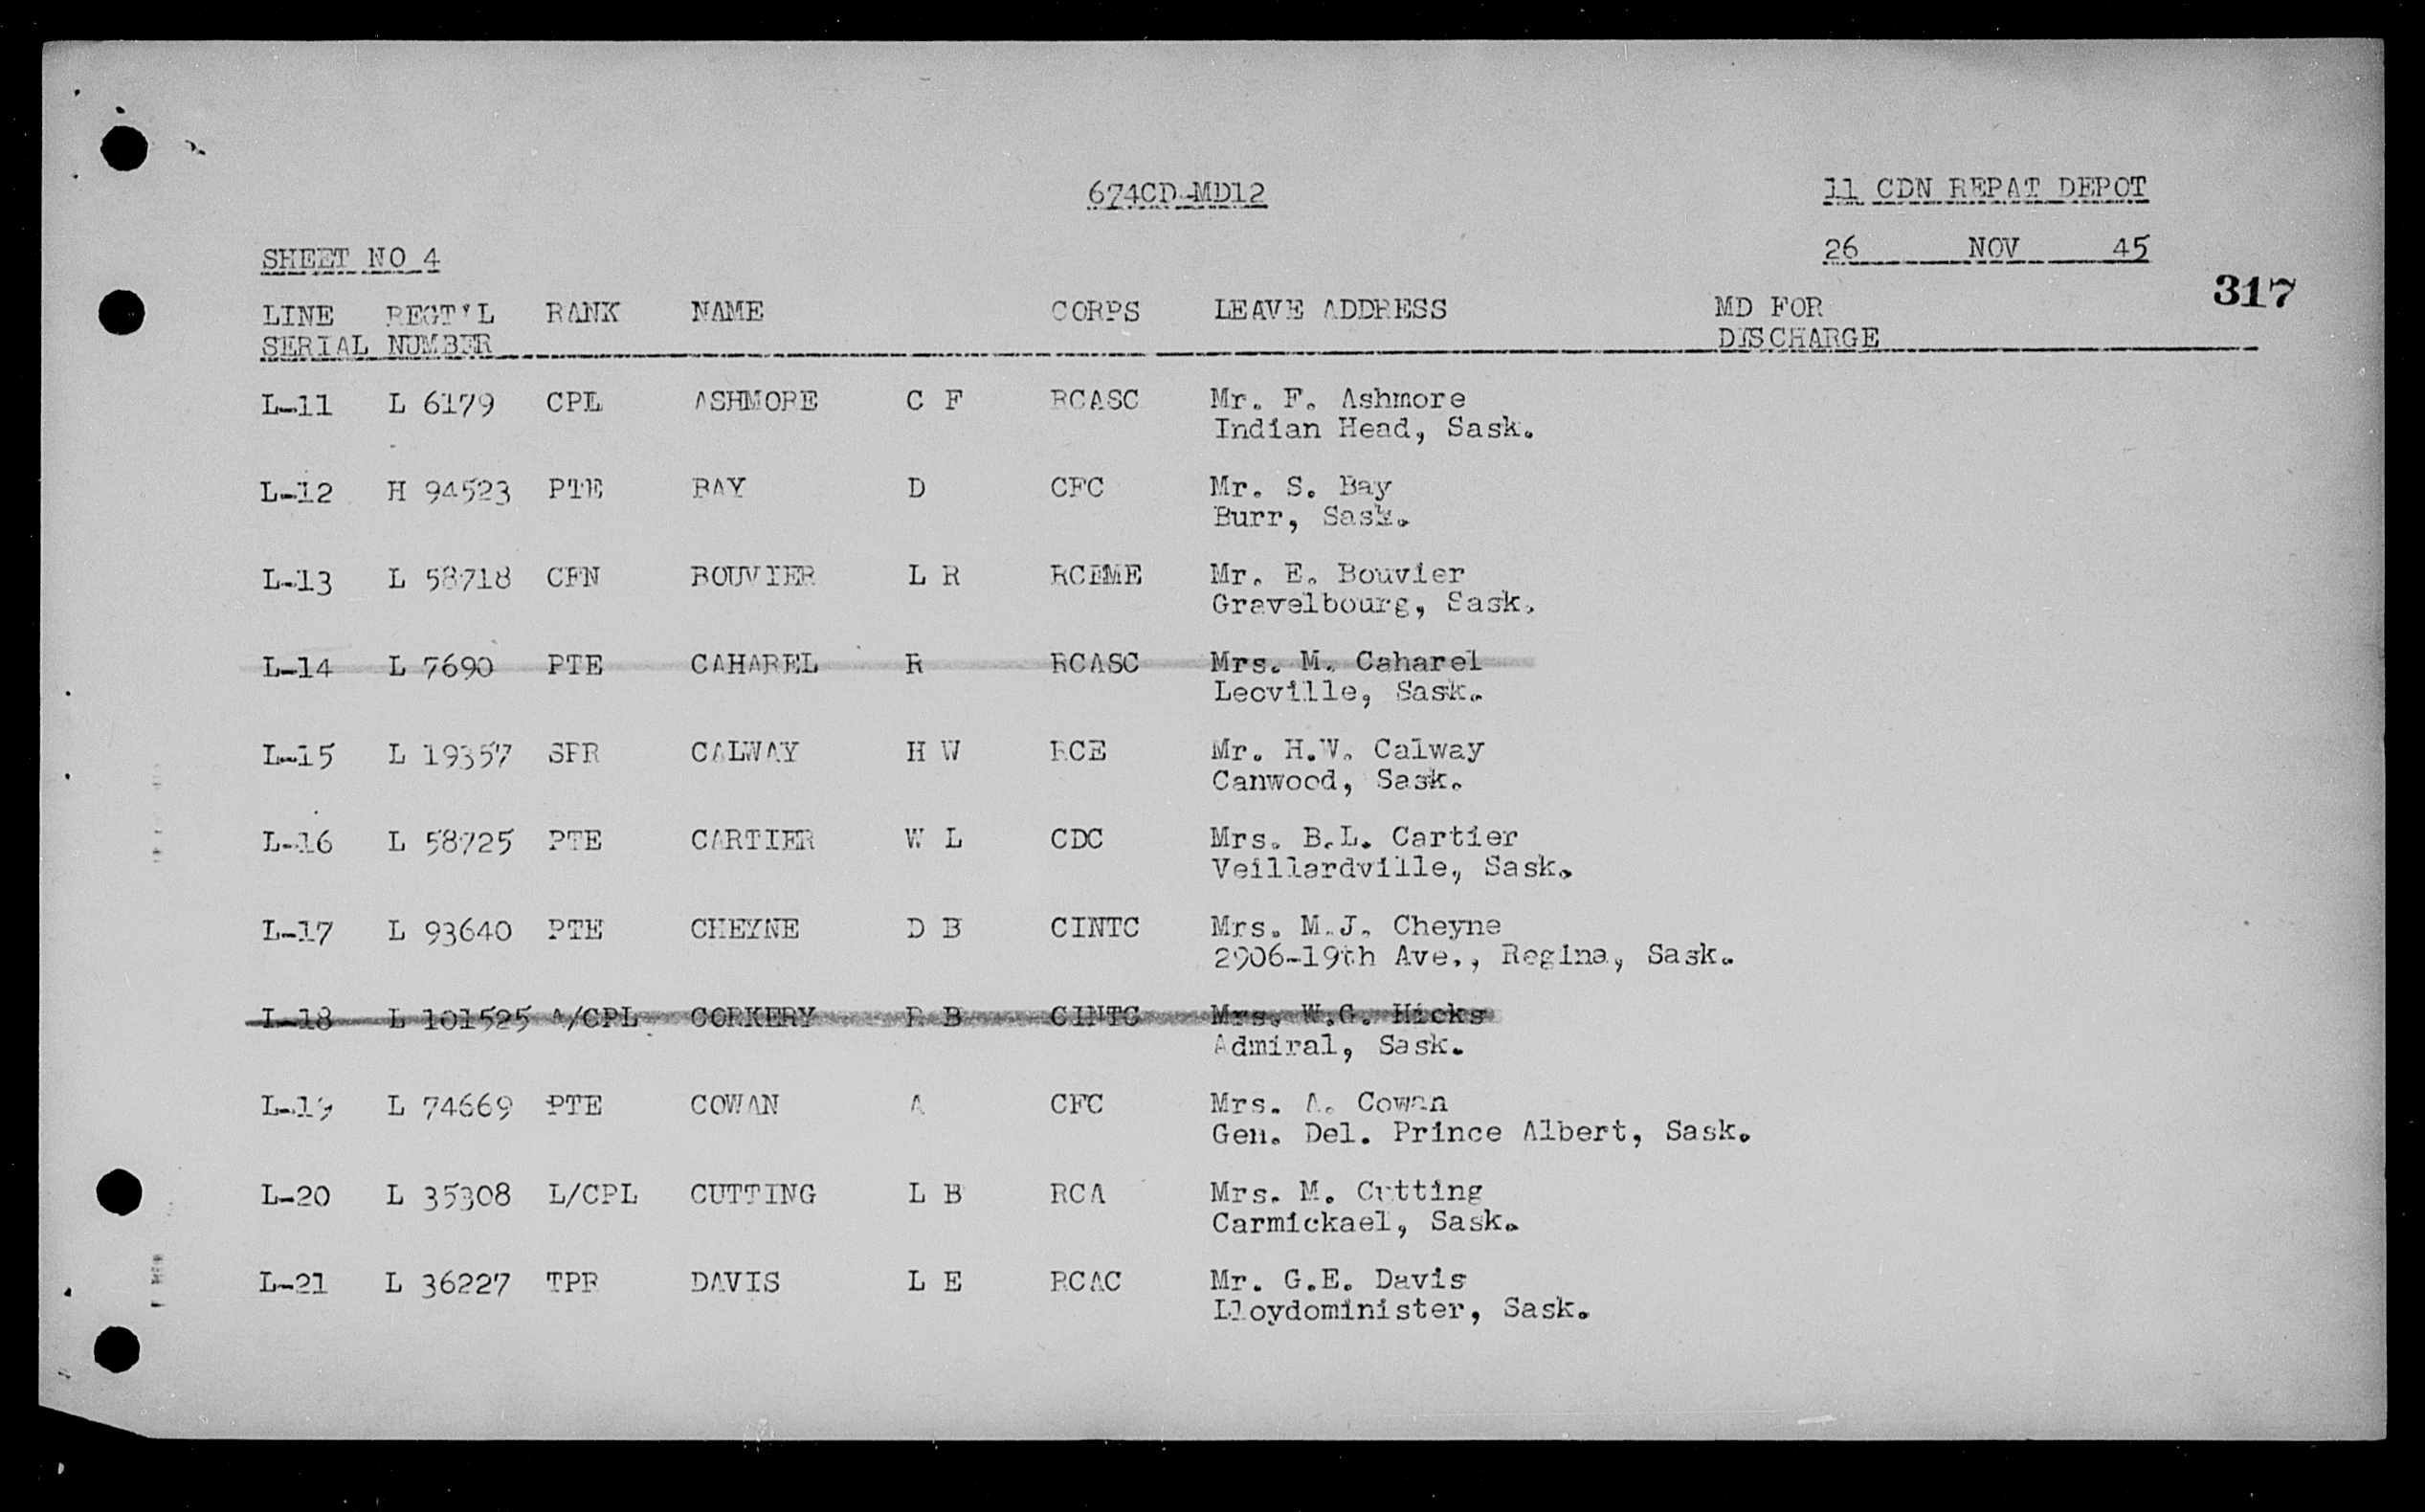 674CD-MD12
11 CDN REPAT DEPOT
SHEET NO 4
26 NOV 45
317
LINE REGT'L RANK NAME CORPS LEAVE ADDRESS MD FOR
SERIAL NUMBER DISCHARGE
L-11 L 6179 CPL ASHMORE C F RCASC Mr. F. Ashmore
Indian Head, Sask.
L-12 H 94523 PTE BAY D CFC Mr. S. Bay
Burr, Sask.
L-13 L 58718 CFN BOUVIER L R RCEME Mr. E. Bouvier
Gravelbourg, Sask.
L-14 L 7690 PTE CAHAREL R RCASC Mrs. M. Caharel
Leoville, Sask.
L-15 L 19357 SPR CALWAY H W RCE Mr. H.W. Calway
Canwood, Sask.
L-16 L 58725 PTE CARTIER W L CDC Mrs. B.L. Cartier
Veillardville, Sask.
L-17 L 93640 PTE CHEYNE D B CINTC Mrs. M.J. Cheyne
2906-19th Ave., Regina, Sask.
L-18 L 101525 A/CPL CORKERY B CINTC Mrs. W.G. Hicks
Admiral, Sask.
L-19 L 74669 PTE COWAN A CFC Mrs. A. Cowan
Gen. Del. Prince Albert, Sask.
L-20 L 35308 L/CPL CUTTING L B RCA Mrs. M. Cutting
Carmickael, Sask.
L-21 L 36227 TPR DAVIS L E RCAC Mr. G.E. Davis
Lloydominister, Sask.